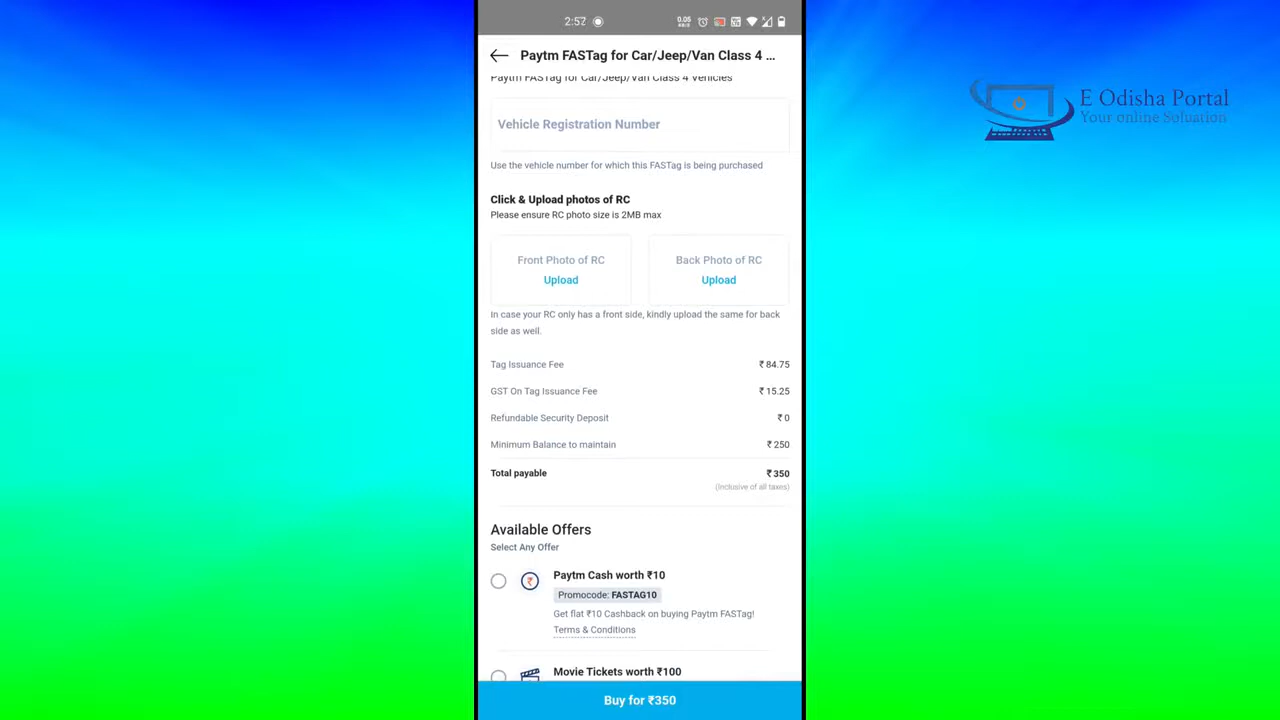 2:57
0.05
KB/S
Paytm FASTag for Car/Jeep/Van Class 4 ...
Paytm FASTag for Car/Jeep/Van Class 4 Vehicles
E Odisha Portal
Your online Soluation
Vehicle Registration Number
Use the vehicle number for which this FASTag is being purchased
Click & Upload photos of RC
Please ensure RC photo size is 2MB max
Front Photo of RC
Upload
Back Photo of RC
Upload
In case your RC only has a front side, kindly upload the same for back
side as well.
Tag Issuance Fee ₹ 84.75
GST On Tag Issuance Fee ₹ 15.25
Refundable Security Deposit ₹ 0
Minimum Balance to maintain ₹ 250
Total payable ₹ 350
(Inclusive of all taxes)
Available Offers
Select Any Offer
Paytm Cash worth ₹10
Promocode: FASTAG10
Get flat ₹10 Cashback on buying Paytm FASTag!
Terms & Conditions
Movie Tickets worth ₹100
Buy for ₹350